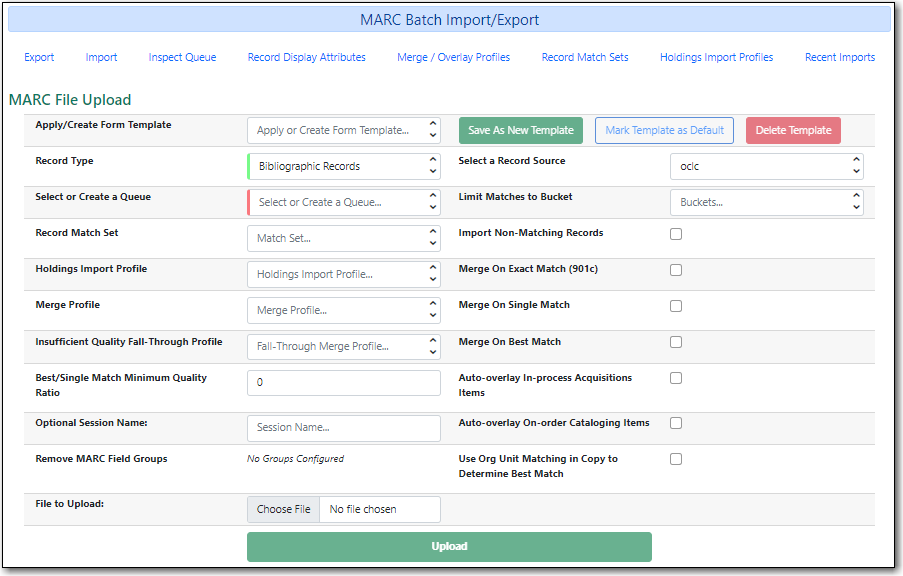 MARC Batch Import/Export
Export Import Inspect Queue Record Display Attributes Merge / Overlay Profiles Record Match Sets Holdings Import Profiles Recent Imports
MARC File Upload
Apply/Create Form Template Apply or Create Form Template... Save As New Template Mark Template as Default Delete Template
Record Type Bibliographic Records Select a Record Source oclc
Select or Create a Queue Select or Create a Queue... Limit Matches to Bucket Buckets...
Record Match Set Match Set... Import Non-Matching Records
Holdings Import Profile Holdings Import Profile... Merge On Exact Match (901c)
Merge Profile Merge Profile... Merge On Single Match
Insufficient Quality Fall-Through Profile Fall-Through Merge Profile... Merge On Best Match
Best/Single Match Minimum Quality 0 Auto-overlay In-process Acquisitions
Ratio Items
Optional Session Name: Session Name... Auto-overlay On-order Cataloging Items
Remove MARC Field Groups No Groups Configured Use Org Unit Matching in Copy to
Determine Best Match
File to Upload: Choose File No file chosen
Upload